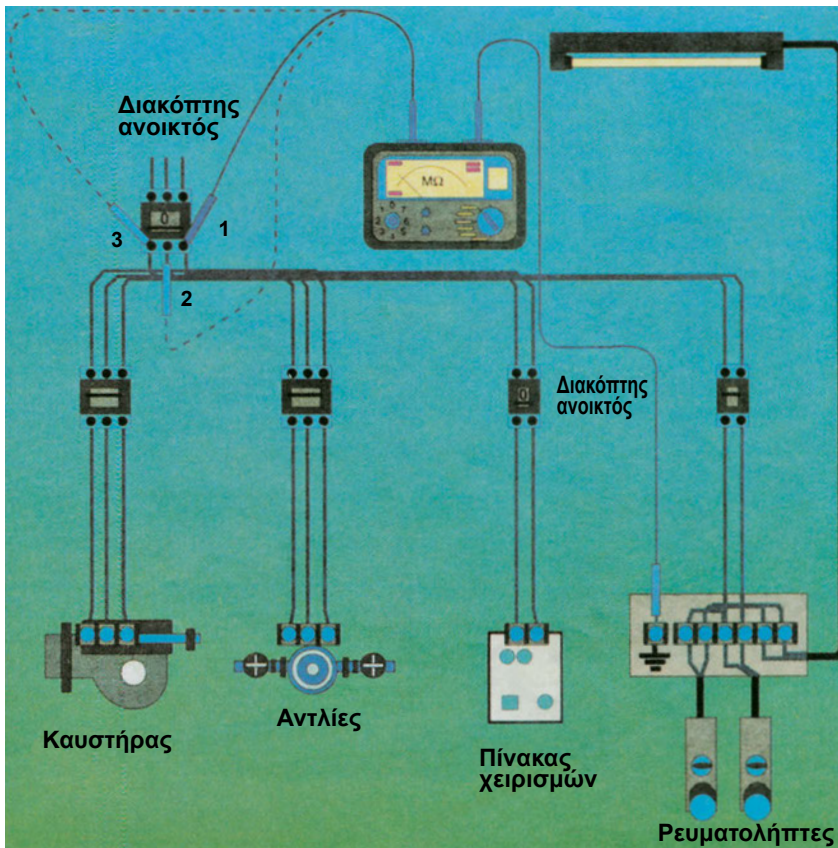 Διακόπτης
ανοικτός
MΩ
0
3
1
2
0
Διακόπτης
ανοικτός
Καυστήρας
Αντλίες
Πίνακας
χειρισμών
Ρευματολήπτες